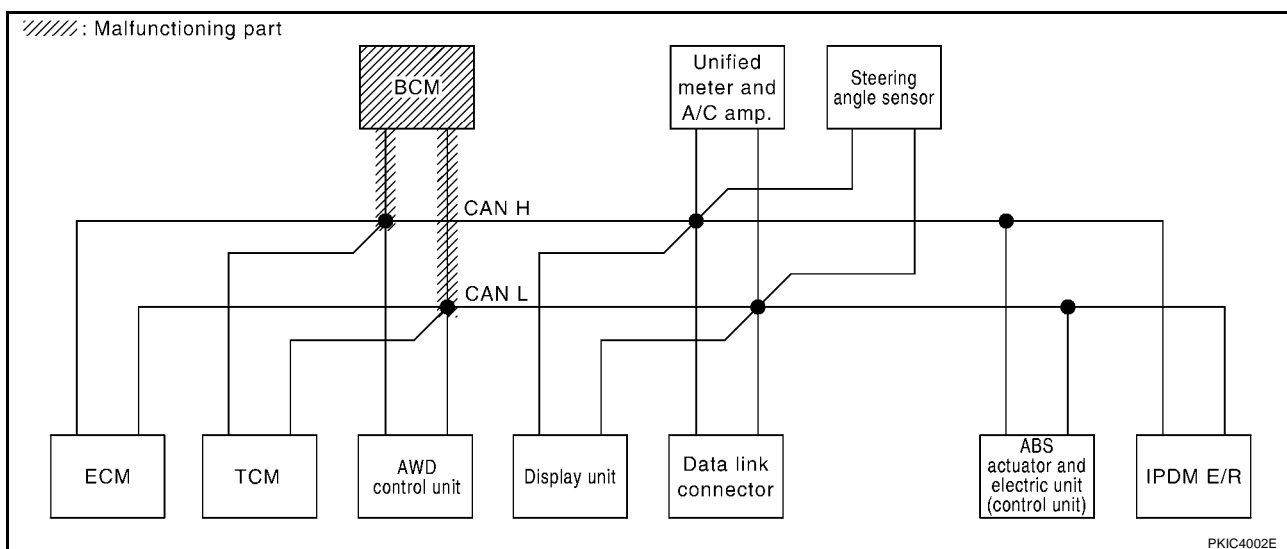 : Malfunctioning part
BCM
Unified
meter and
A/C amp.
Steering
angle sensor
CAN H
CAN L
ECM
TCM
AWD
control unit
Display unit
Data link
connector
ABS
actuator and
electric unit
(control unit)
IPDM E/R
PKIC4002E